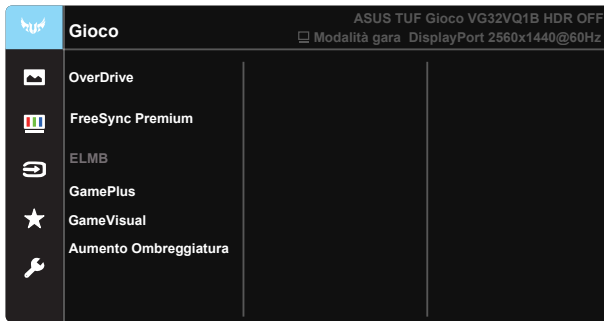 ASUS TUF Gioco VG32VQ1B HDR OFF
Gioco
Modalità gara DisplayPort 2560x1440@60Hz
OverDrive
FreeSync Premium
ELMB
GamePlus
GameVisual
Aumento Ombreggiatura